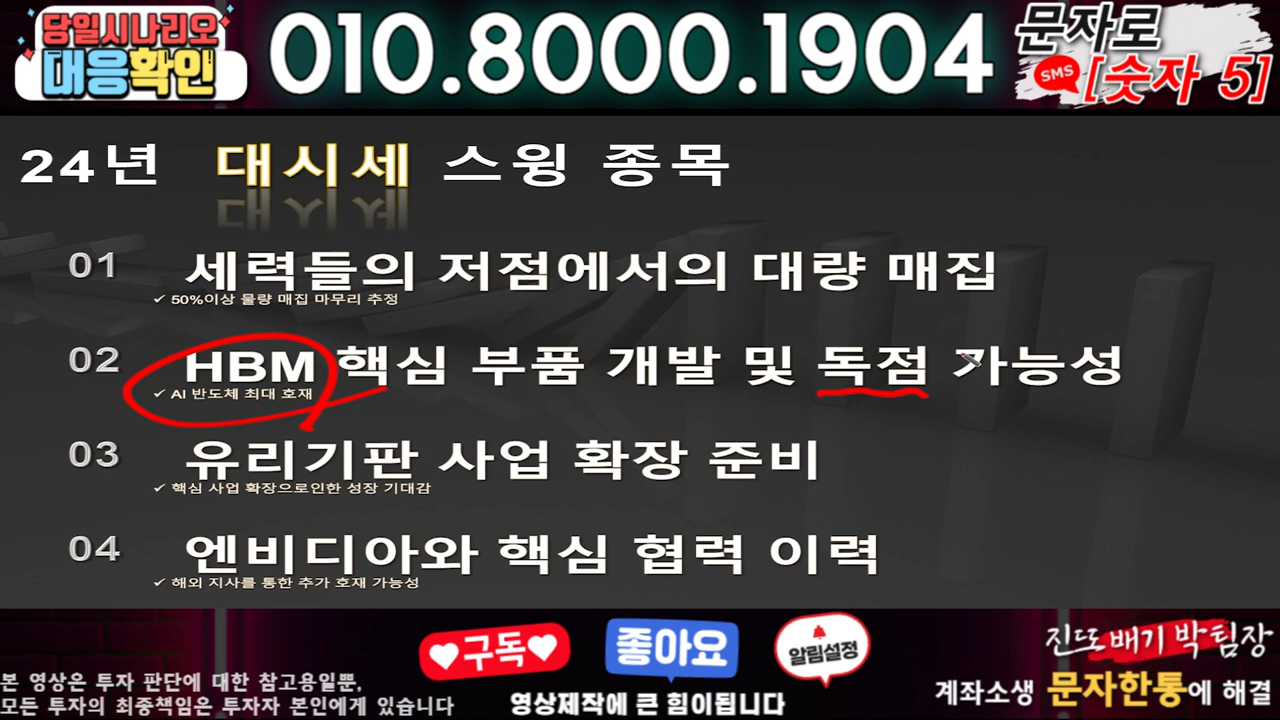 당일시나리오
대응확인
010.8000.1904
문자로
SMS
[숫자 5]
24년 대시세 스윙 종목
01 세력들의 저점에서의 대량 매집
✓ 50%이상 물량 매집 마무리 추정
02 HBM 핵심 부품 개발 및 독점 가능성
✓ AI 반도체 최대 호재
03 유리기판 사업 확장 준비
✓ 핵심 사업 확장으로인한 성장 기대감
04 엔비디아와 핵심 협력 이력
✓ 해외 지사를 통한 추가 호재 가능성
구독
좋아요
알림설정
진또배기 박팀장
본 영상은 투자 판단에 대한 참고용일뿐,
모든 투자의 최종책임은 투자자 본인에게 있습니다
영상제작에 큰 힘이됩니다
계좌소생 문자한통에 해결